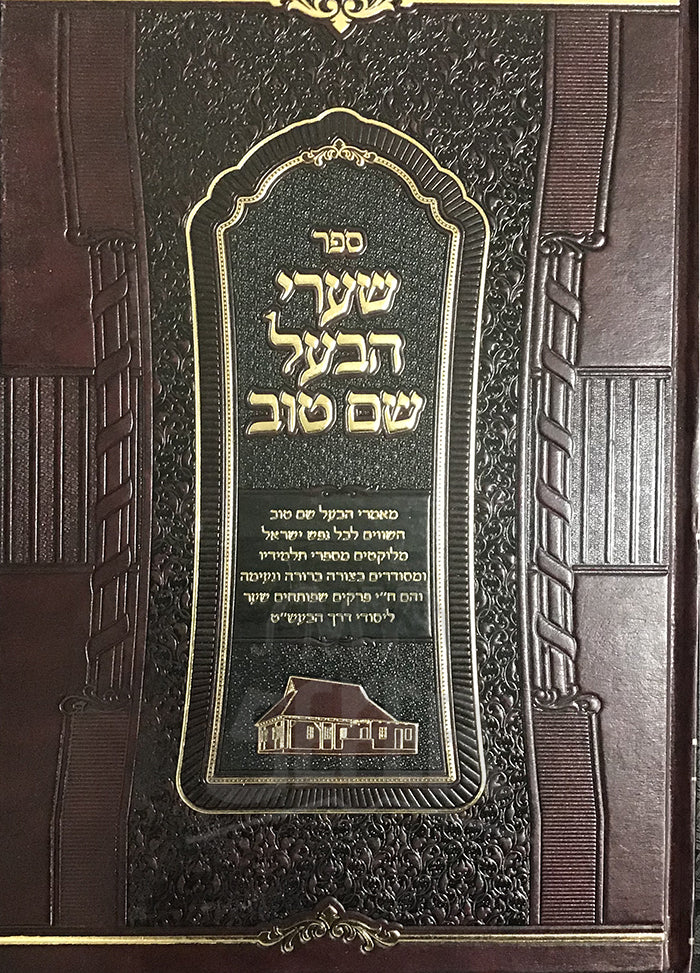 ספר
שערי
הבעל
שם טוב
מאמרי הבעל שם טוב
השווים לכל נפש ישראל
מלוקטים מספרי תלמידיו
ומסודרים בצורה ברורה ונעימה
והם ח"י פרקים שפותחים שער
ליסודי דרך הבעש"ט